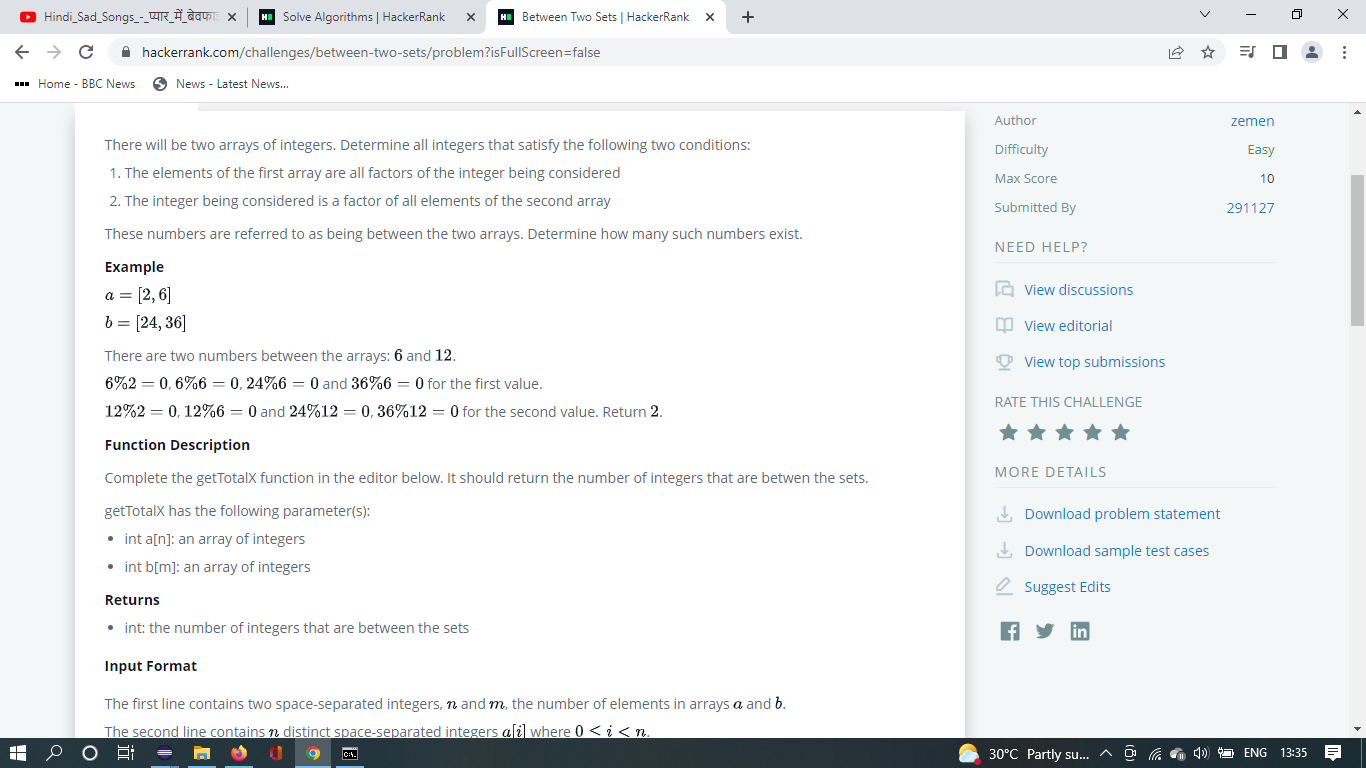 Hindi_Sad_Songs_-_प्यार_में_बेवफा
Solve Algorithms | HackerRank
Between Two Sets | HackerRank
hackerrank.com/challenges/between-two-sets/problem?isFullScreen=false
Home - BBC News
News - Latest News...
There will be two arrays of integers. Determine all integers that satisfy the following two conditions:
1. The elements of the first array are all factors of the integer being considered
2. The integer being considered is a factor of all elements of the second array
These numbers are referred to as being between the two arrays. Determine how many such numbers exist.
Example
a = [2, 6]
b = [24, 36]
There are two numbers between the arrays: 6 and 12.
6%2 = 0, 6%6 = 0, 24%6 = 0 and 36%6 = 0 for the first value.
12%2 = 0, 12%6 = 0 and 24%12 = 0, 36%12 = 0 for the second value. Return 2.
Function Description
Complete the getTotalX function in the editor below. It should return the number of integers that are betwen the sets.
getTotalX has the following parameter(s):
• int a[n]: an array of integers
• int b[m]: an array of integers
Returns
• int: the number of integers that are between the sets
Input Format
The first line contains two space-separated integers, n and m, the number of elements in arrays a and b.
The second line contains n distinct space-separated integers a[i] where 0 ≤ i < n.
Author zemen
Difficulty Easy
Max Score 10
Submitted By 291127
NEED HELP?
View discussions
View editorial
View top submissions
RATE THIS CHALLENGE
MORE DETAILS
Download problem statement
Download sample test cases
Suggest Edits
30°C Partly su... ENG 13:35